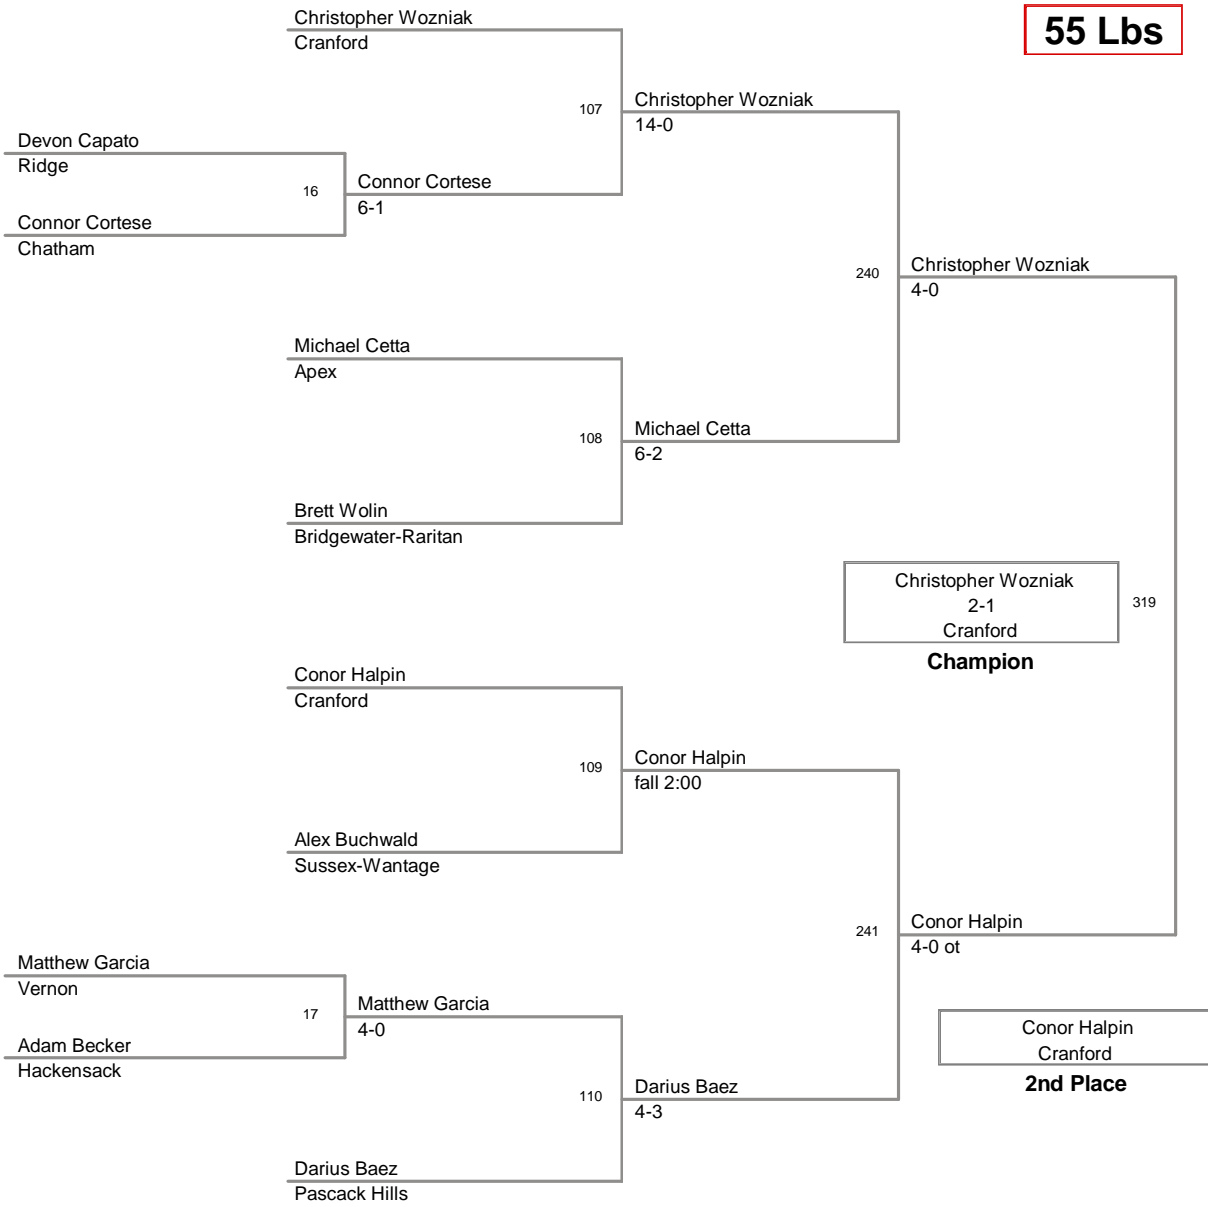 Christopher Wozniak
Cranford
55 Lbs
107
Christopher Wozniak
14-0
Devon Capato
Ridge
16
Connor Cortese
6-1
Connor Cortese
Chatham
240
Christopher Wozniak
4-0
Michael Cetta
Apex
108
Michael Cetta
6-2
Brett Wolin
Bridgewater-Raritan
Christopher Wozniak
2-1
Cranford
Champion
319
Conor Halpin
Cranford
109
Conor Halpin
fall 2:00
Alex Buchwald
Sussex-Wantage
241
Conor Halpin
4-0 ot
Matthew Garcia
Vernon
17
Matthew Garcia
4-0
Adam Becker
Hackensack
Conor Halpin
Cranford
2nd Place
110
Darius Baez
4-3
Darius Baez
Pascack Hills